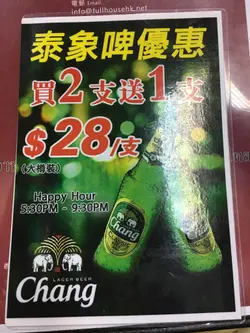 電郵 Email
info@fullhousehk.net
泰象啤優惠
買2支送1支
$28/支
(大樽裝)
Happy Hour
5:30PM - 9:30PM
Chang
Chang
LAGER BEER
Chang